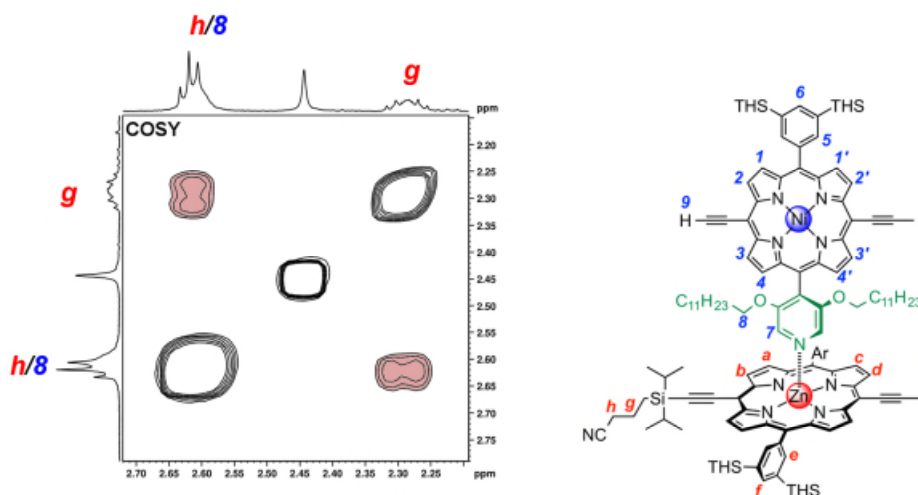 h/8
g
ppm
COSY
g
h/8
2.15
2.20
2.25
2.30
2.35
2.40
2.45
2.50
2.55
2.60
2.65
2.70
2.75
2.70 2.65 2.60 2.55 2.50 2.45 2.40 2.35 2.30 2.25 ppm
6
THS THS
5
1 1'
2 2'
N N
9 Ni
H
N N
3 3'
4 4'
C11H23 O O C11H23
8 7
N Ar
a c
b d
N N
Si Zn
h g N N
NC
e
THS
f THS